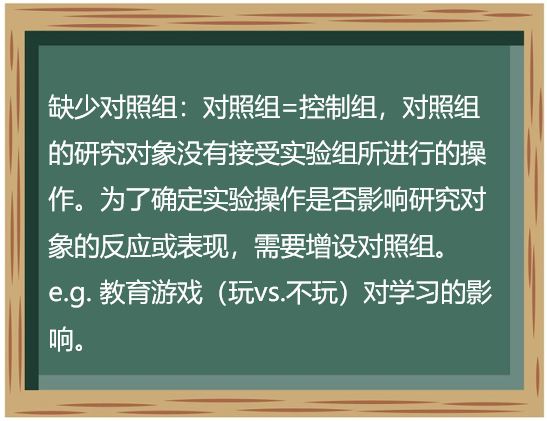 缺少对照组：对照组=控制组，对照组
的研究对象没有接受实验组所进行的操
作。为了确定实验操作是否影响研究对
象的反应或表现，需要增设对照组。
e.g. 教育游戏（玩vs.不玩）对学习的影
响。